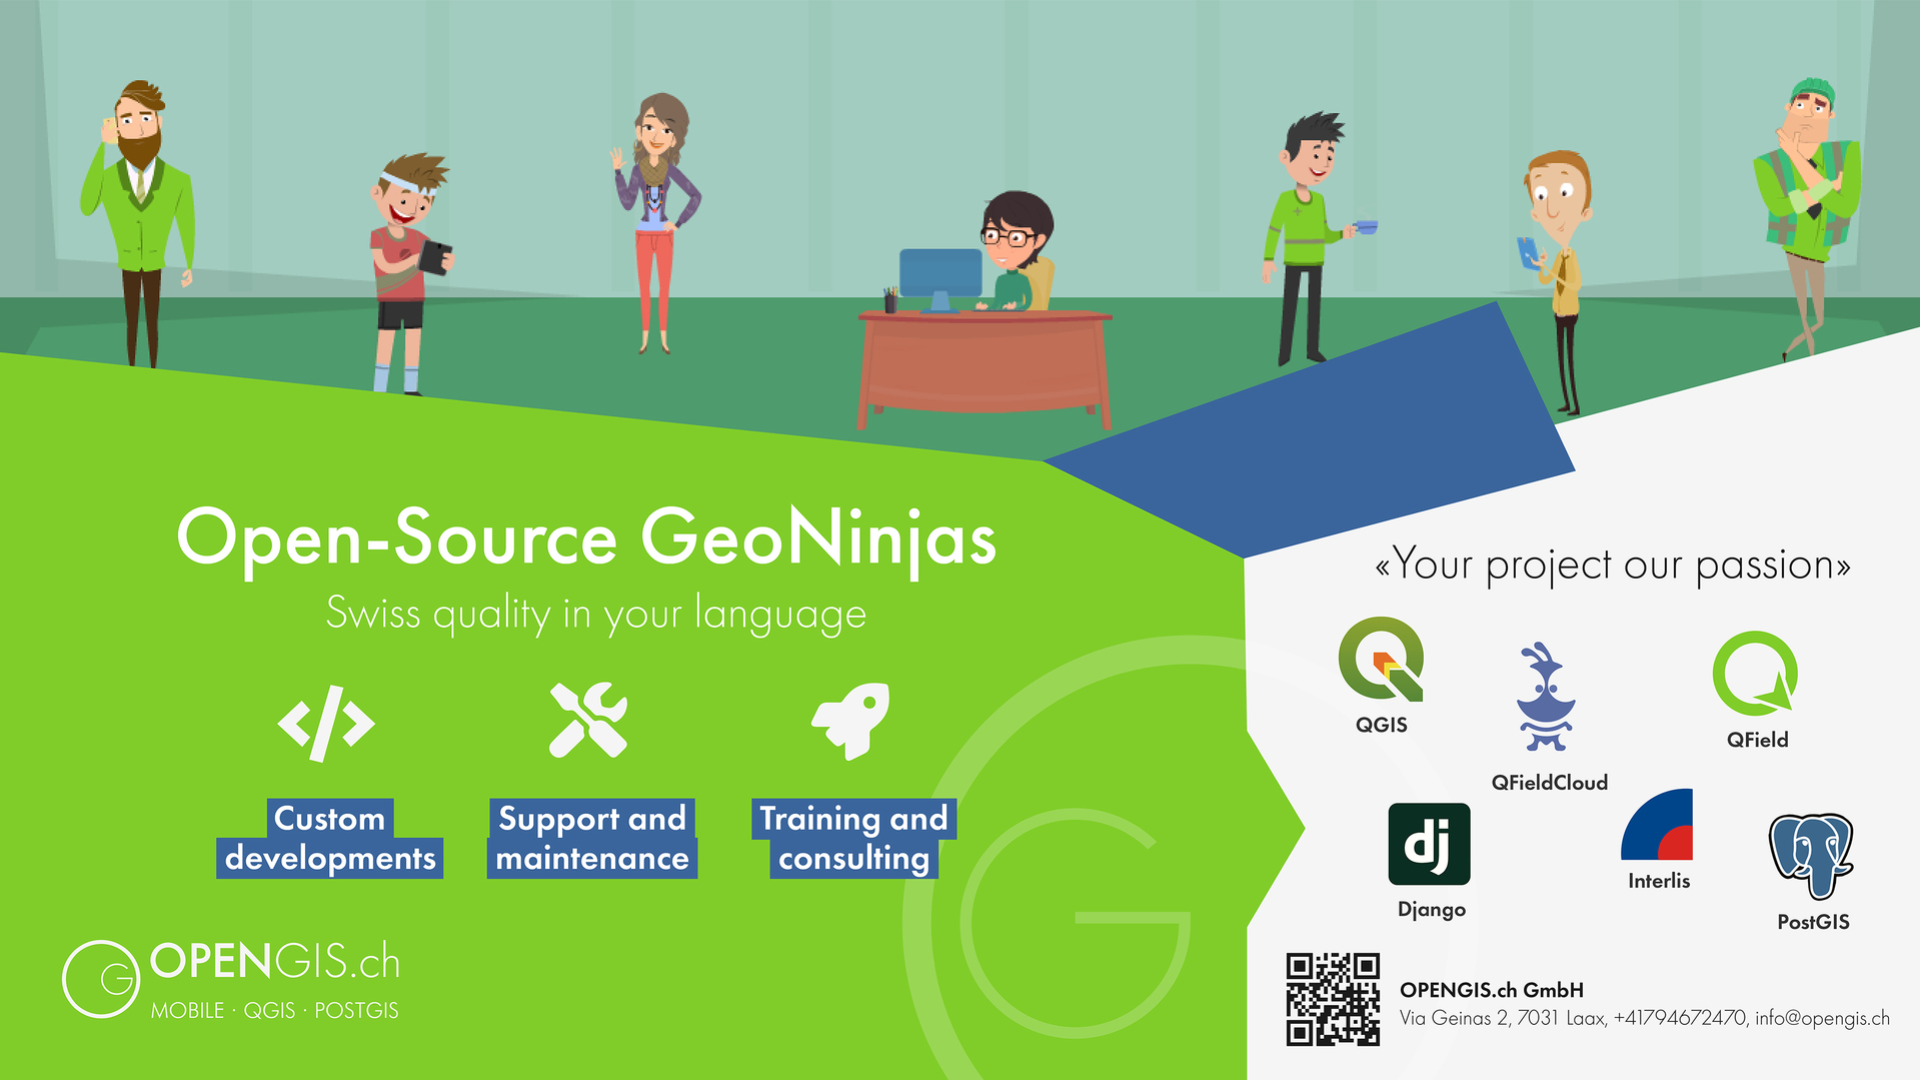 Open-Source GeoNinjas
Swiss quality in your language
Custom
developments
Support and
maintenance
Training and
consulting
G
OPENGIS.ch
MOBILE · QGIS · POSTGIS
G
«Your project our passion»
QGIS
QFieldCloud
QField
dj
Django
Interlis
PostGIS
OPENGIS.ch GmbH
Via Geinas 2, 7031 Laax, +41794672470, info@opengis.ch